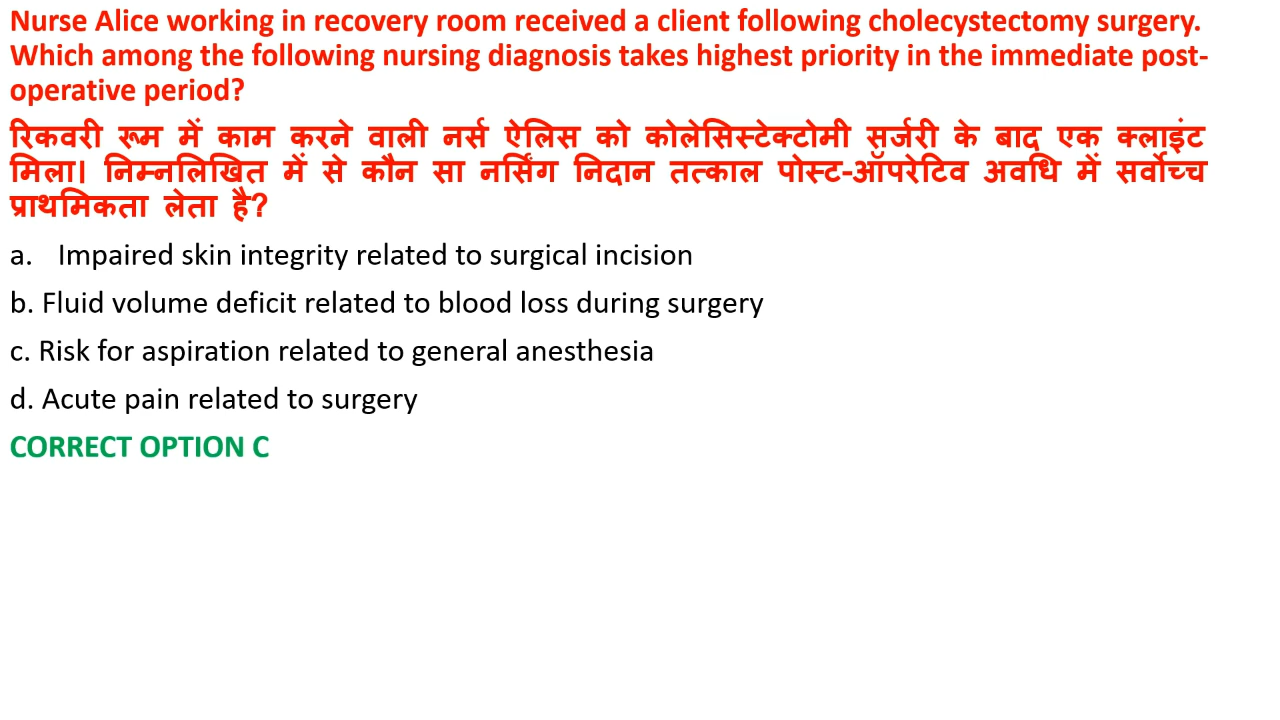 Nurse Alice working in recovery room received a client following cholecystectomy surgery.
Which among the following nursing diagnosis takes highest priority in the immediate post-
operative period?
रिकवरी रूम में काम करने वाली नर्स ऐलिस को कोलेसिस्टेक्टोमी सर्जरी के बाद एक क्लाइंट
मिला। निम्नलिखित में से कौन सा नर्सिंग निदान तत्काल पोस्ट-ऑपरेटिव अवधि में सर्वोच्च
प्राथमिकता लेता है?
a. Impaired skin integrity related to surgical incision
b. Fluid volume deficit related to blood loss during surgery
c. Risk for aspiration related to general anesthesia
d. Acute pain related to surgery
CORRECT OPTION C